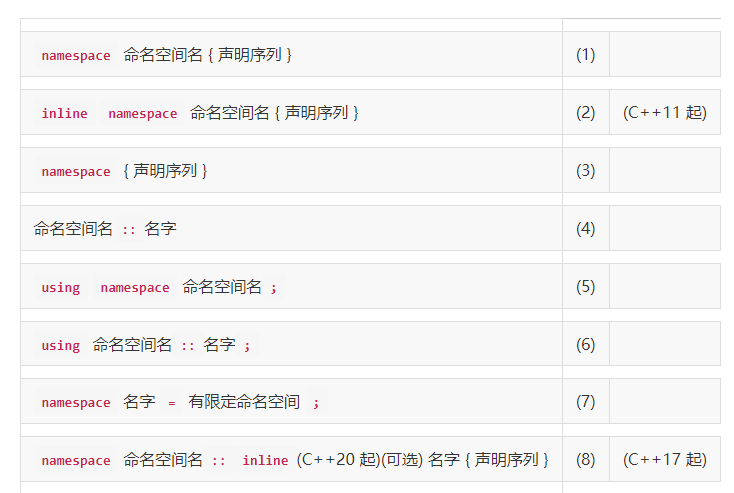 namespace 命名空间名 { 声明序列 } (1)
inline namespace 命名空间名 { 声明序列 } (2) (C++11 起)
namespace { 声明序列 } (3)
命名空间名 :: 名字 (4)
using namespace 命名空间名 ; (5)
using 命名空间名 :: 名字 ; (6)
namespace 名字 = 有限定命名空间 ; (7)
namespace 命名空间名 :: inline (C++20 起)(可选) 名字 { 声明序列 } (8) (C++17 起)